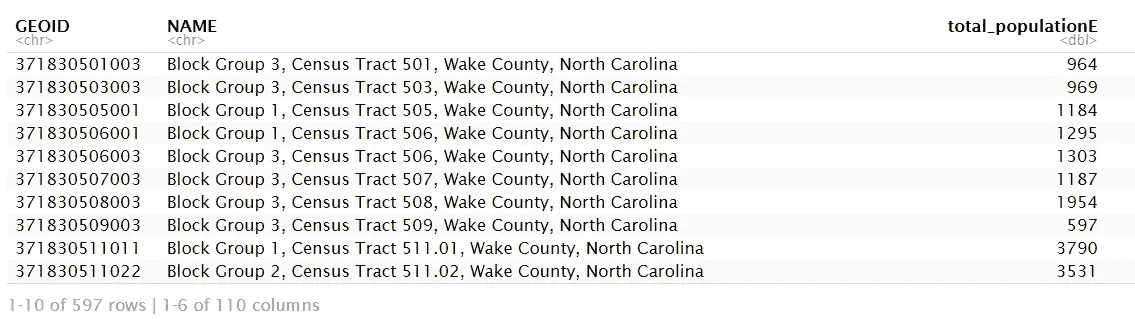 GEOID NAME total_populationE
<chr> <chr> <dbl>
371830501003 Block Group 3, Census Tract 501, Wake County, North Carolina 964
371830503003 Block Group 3, Census Tract 503, Wake County, North Carolina 969
371830505001 Block Group 1, Census Tract 505, Wake County, North Carolina 1184
371830506001 Block Group 1, Census Tract 506, Wake County, North Carolina 1295
371830506003 Block Group 3, Census Tract 506, Wake County, North Carolina 1303
371830507003 Block Group 3, Census Tract 507, Wake County, North Carolina 1187
371830508003 Block Group 3, Census Tract 508, Wake County, North Carolina 1954
371830509003 Block Group 3, Census Tract 509, Wake County, North Carolina 597
371830511011 Block Group 1, Census Tract 511.01, Wake County, North Carolina 3790
371830511022 Block Group 2, Census Tract 511.02, Wake County, North Carolina 3531
1-10 of 597 rows | 1-6 of 110 columns